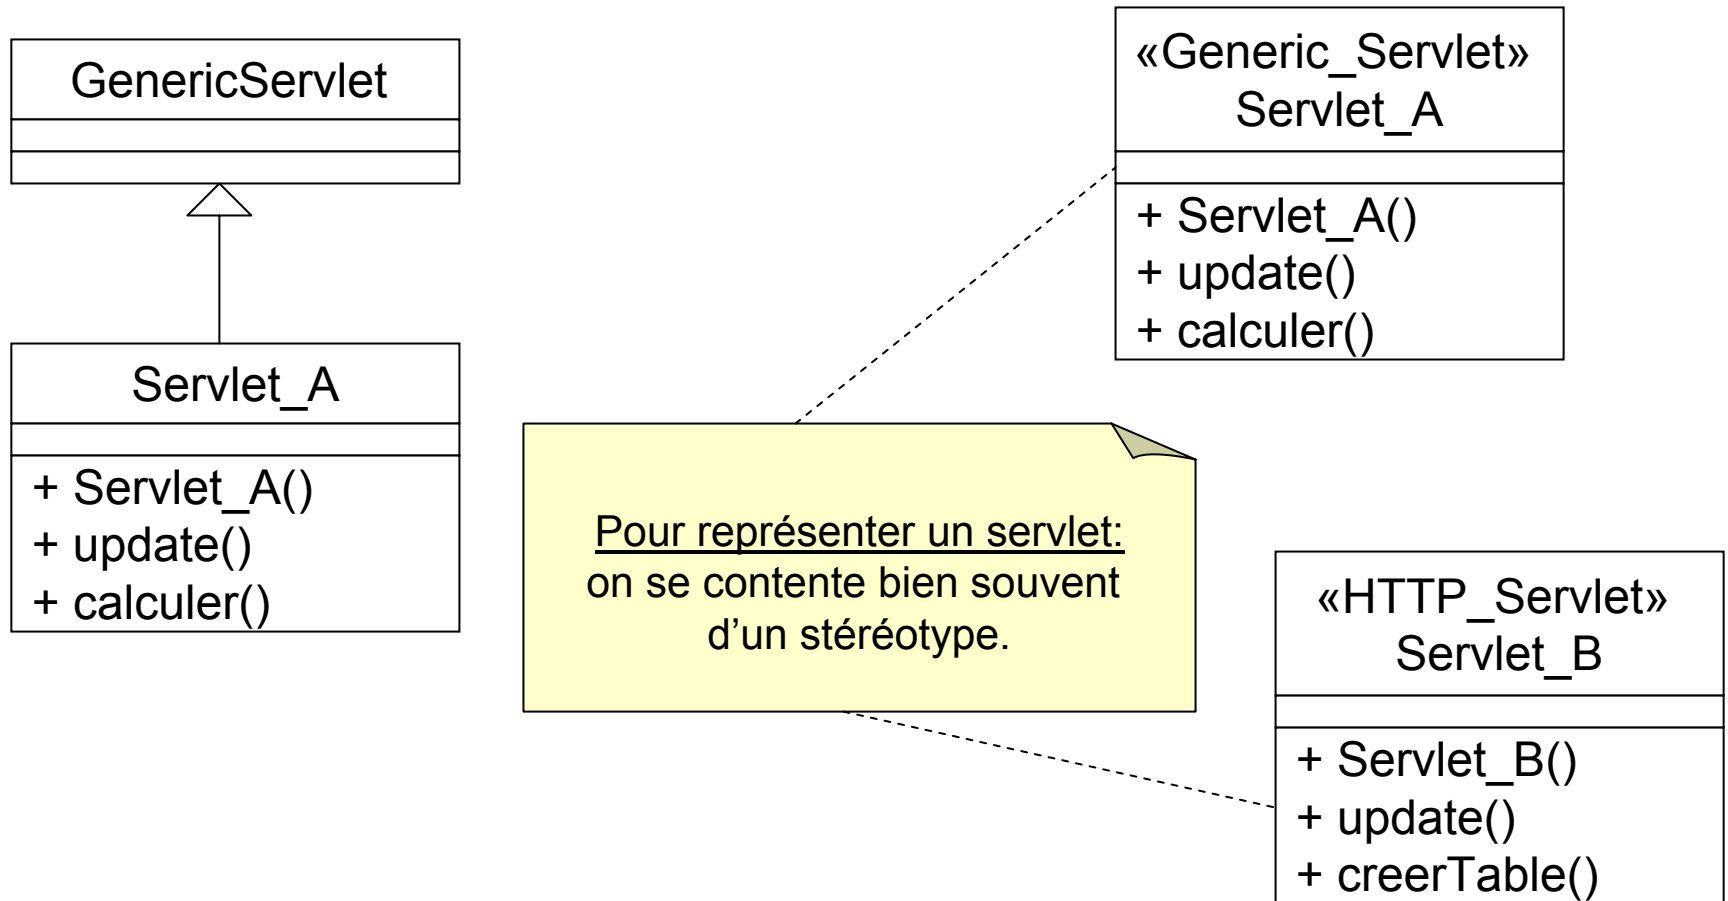 GenericServlet
Servlet_A
+ Servlet_A()
+ update()
+ calculer()
«Generic_Servlet»
Servlet_A
+ Servlet_A()
+ update()
+ calculer()
Pour représenter un servlet:
on se contente bien souvent
d’un stéréotype.
«HTTP_Servlet»
Servlet_B
+ Servlet_B()
+ update()
+ creerTable()